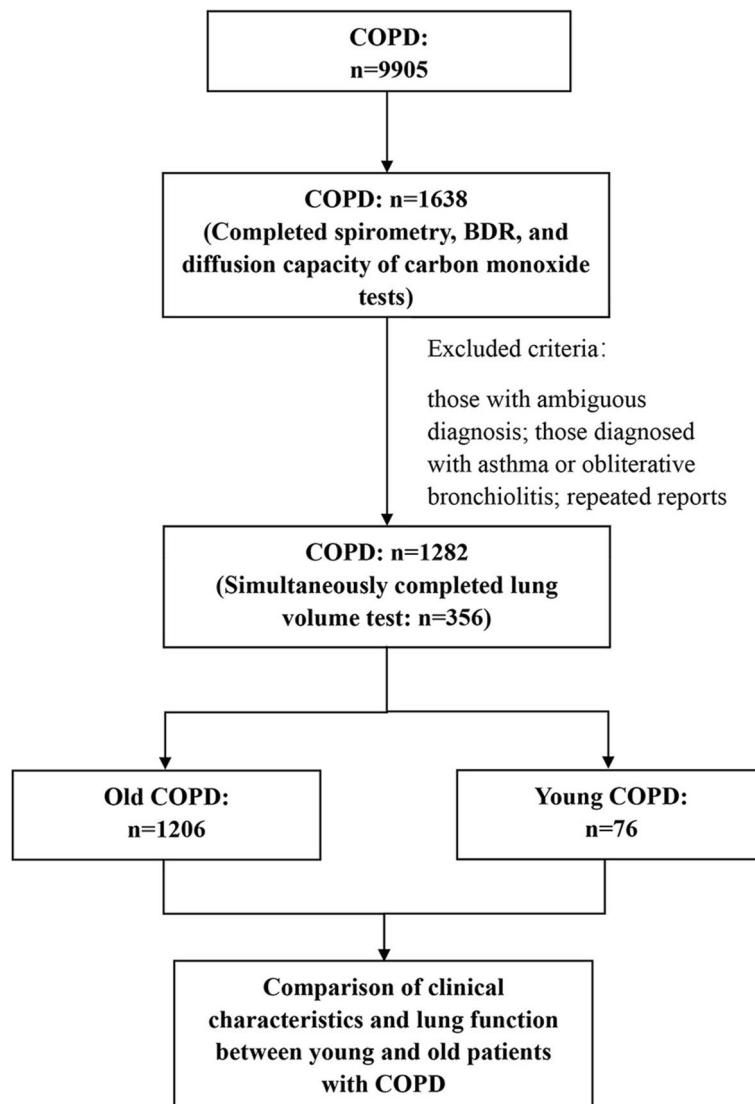 COPD:
n=9905
COPD: n=1638
(Completed spirometry, BDR, and
diffusion capacity of carbon monoxide
tests)
Excluded criteria:
those with ambiguous
diagnosis; those diagnosed
with asthma or obliterative
bronchiolitis; repeated reports
COPD: n=1282
(Simultaneously completed lung
volume test: n=356)
Old COPD:
n=1206
Young COPD:
n=76
Comparison of clinical
characteristics and lung function
between young and old patients
with COPD